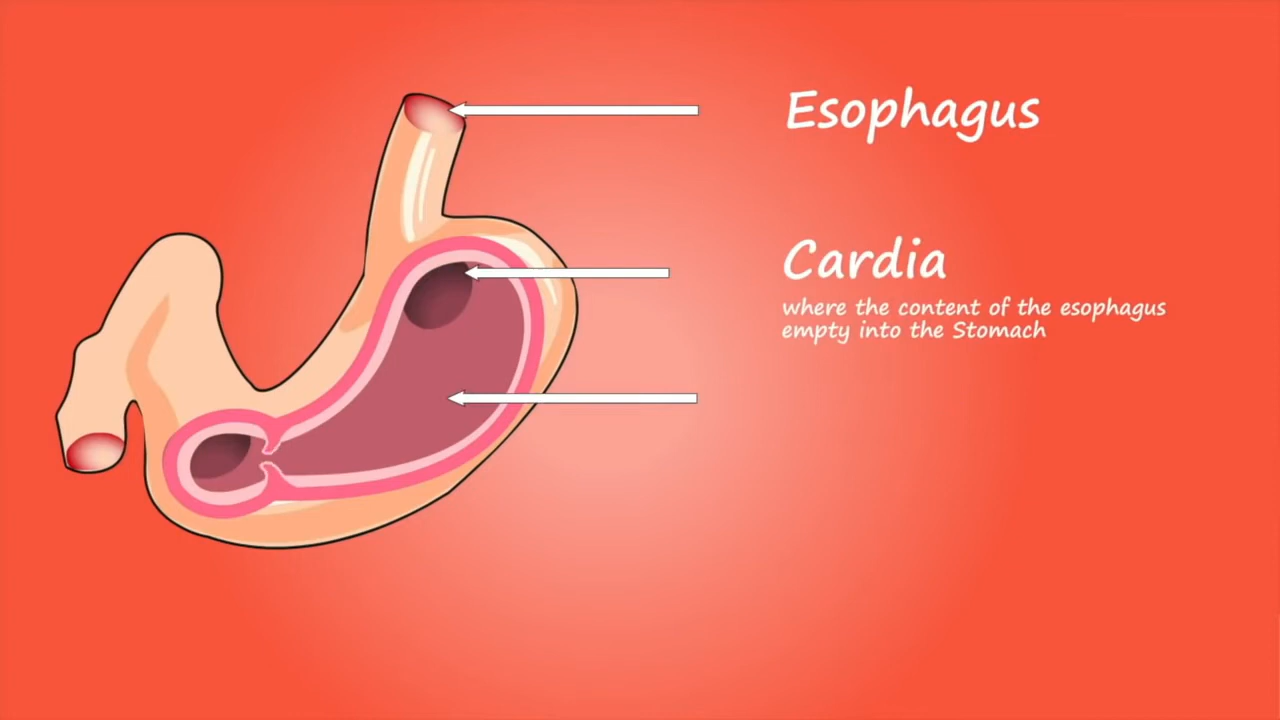 Esophagus
Cardia
where the content of the esophagus
empty into the Stomach